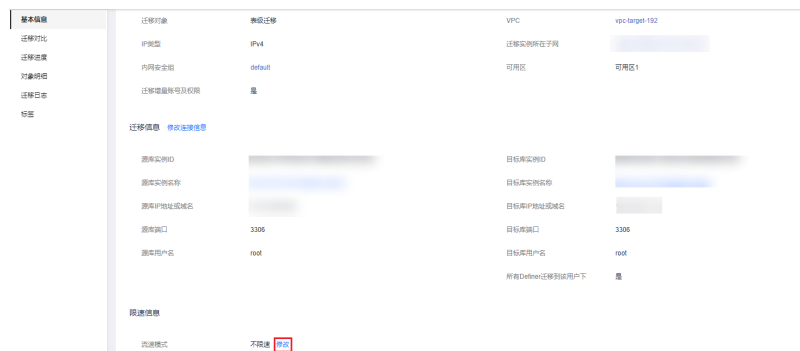 基本信息
迁移对比
迁移进度
对象明细
迁移日志
标签
迁移对象 表级迁移 VPC vpc-target-192
IP类型 IPv4 迁移实例所在子网
内网安全组 default 可用区 可用区1
迁移增量账号及权限 是
迁移信息 修改连接信息
源库实例ID 目标库实例ID
源库实例名称 目标库实例名称
源库IP地址或域名 目标库IP地址或域名
源库端口 3306 目标库端口 3306
源库用户名 root 目标库用户名 root
所有Definer迁移到该用户下 是
限速信息
流速模式 不限速 修改